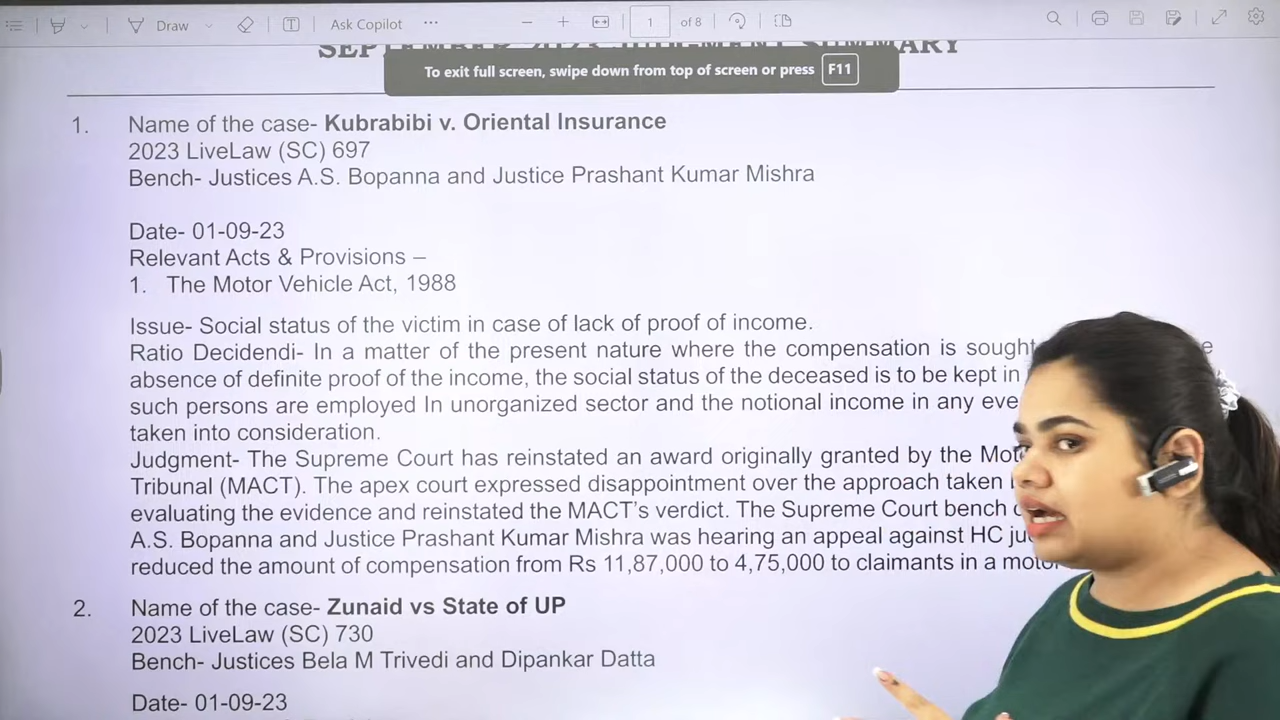 Draw
Ask Copilot
1
of 8
SEPTEMBER 2023 JUDGMENT SUMMARY
To exit full screen, swipe down from top of screen or press F11
1. Name of the case- Kubrabibi v. Oriental Insurance
2023 LiveLaw (SC) 697
Bench- Justices A.S. Bopanna and Justice Prashant Kumar Mishra
Date- 01-09-23
Relevant Acts & Provisions –
1. The Motor Vehicle Act, 1988
Issue- Social status of the victim in case of lack of proof of income.
Ratio Decidendi- In a matter of the present nature where the compensation is sought
absence of definite proof of the income, the social status of the deceased is to be kept in
such persons are employed In unorganized sector and the notional income in any
taken into consideration.
Judgment- The Supreme Court has reinstated an award originally granted by the
Tribunal (MACT). The apex court expressed disappointment over the approach taken
evaluating the evidence and reinstated the MACT's verdict. The Supreme Court bench
A.S. Bopanna and Justice Prashant Kumar Mishra was hearing an appeal against HC
reduced the amount of compensation from Rs 11,87,000 to 4,75,000 to claimants in a
2. Name of the case- Zunaid vs State of UP
2023 LiveLaw (SC) 730
Bench- Justices Bela M Trivedi and Dipankar Datta
Date- 01-09-23